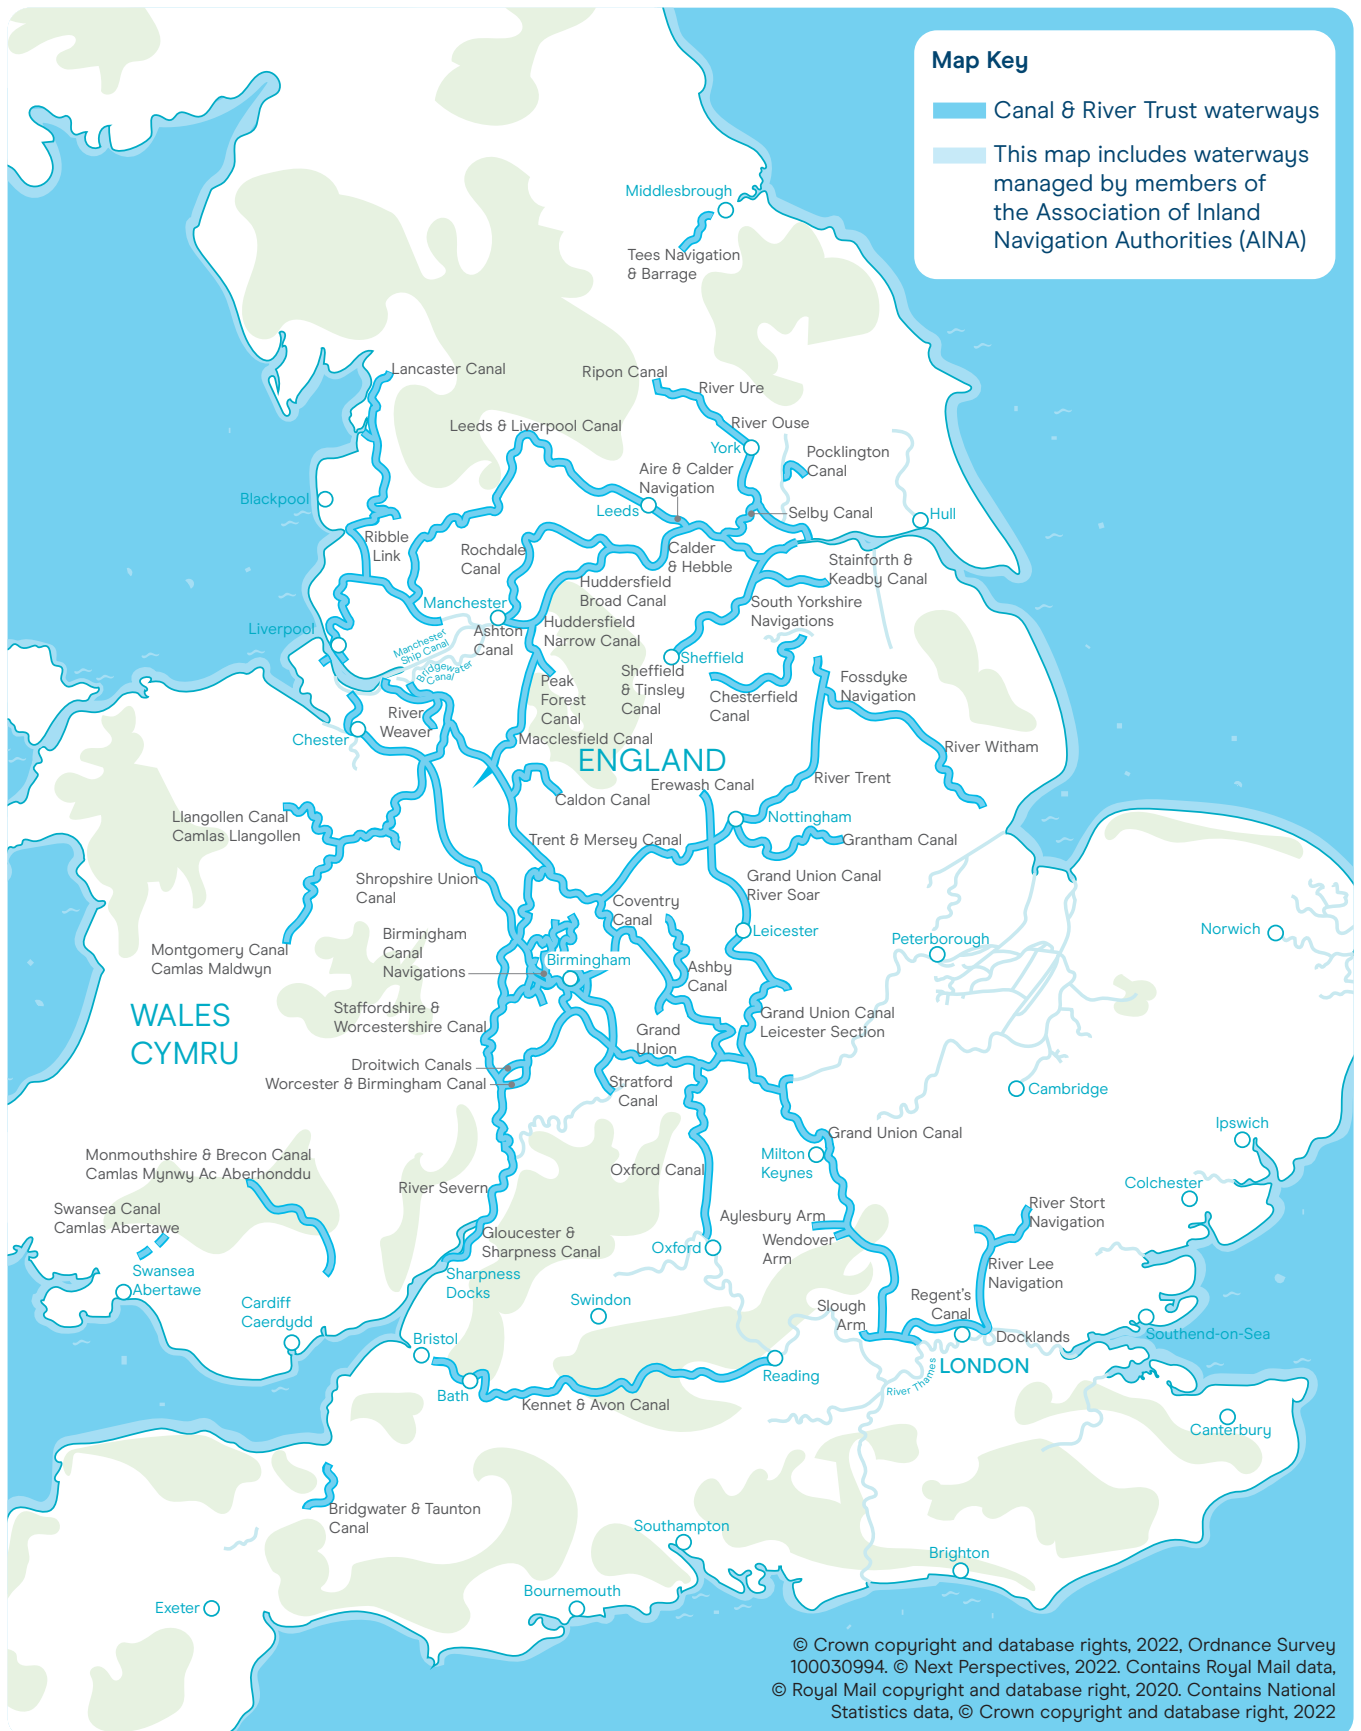 Map Key
Canal & River Trust waterways
This map includes waterways
managed by members of
the Association of Inland
Navigation Authorities (AINA)
Middlesbrough
Tees Navigation
& Barrage
Lancaster Canal
Ripon Canal
River Ure
Leeds & Liverpool Canal
River Ouse
York
Pocklington
Canal
Aire & Calder
Navigation
Blackpool
Leeds
Selby Canal
Hull
Ribble
Link
Rochdale
Canal
Calder
& Hebble
Stainforth &
Keadby Canal
Huddersfield
Broad Canal
Manchester
South Yorkshire
Navigations
Liverpool
Manchester
Ship Canal
Bridgewater
Canal
Ashton
Canal
Huddersfield
Narrow Canal
Sheffield
Sheffield
& Tinsley
Canal
Peak
Forest
Canal
Chesterfield
Canal
Fossdyke
Navigation
River
Weaver
Chester
Macclesfield Canal
ENGLAND
River Witham
Erewash Canal
River Trent
Caldon Canal
Llangollen Canal
Camlas Llangollen
Nottingham
Trent & Mersey Canal
Grantham Canal
Shropshire Union
Canal
Grand Union Canal
River Soar
Coventry
Canal
Birmingham
Canal
Navigations
Birmingham
Leicester
Peterborough
Norwich
Montgomery Canal
Camlas Maldwyn
Ashby
Canal
WALES
CYMRU
Staffordshire &
Worcestershire Canal
Grand
Union
Grand Union Canal
Leicester Section
Droitwich Canals
Worcester & Birmingham Canal
Stratford
Canal
Cambridge
Ipswich
Grand Union Canal
Monmouthshire & Brecon Canal
Camlas Mynwy Ac Aberhonddu
Milton
Keynes
Oxford Canal
River Severn
Colchester
Swansea Canal
Camlas Abertawe
River Stort
Navigation
Aylesbury Arm
Wendover
Arm
Gloucester &
Sharpness Canal
Oxford
River Lee
Navigation
Sharpness
Docks
Swansea
Abertawe
Cardiff
Caerdydd
Swindon
Slough
Arm
Regent's
Canal
Docklands
Southend-on-Sea
Bristol
Bath
Reading
River Thames
LONDON
Kennet & Avon Canal
Canterbury
Bridgwater & Taunton
Canal
Southampton
Brighton
Bournemouth
Exeter
© Crown copyright and database rights, 2022, Ordnance Survey
100030994. © Next Perspectives, 2022. Contains Royal Mail data,
© Royal Mail copyright and database right, 2020. Contains National
Statistics data, © Crown copyright and database right, 2022